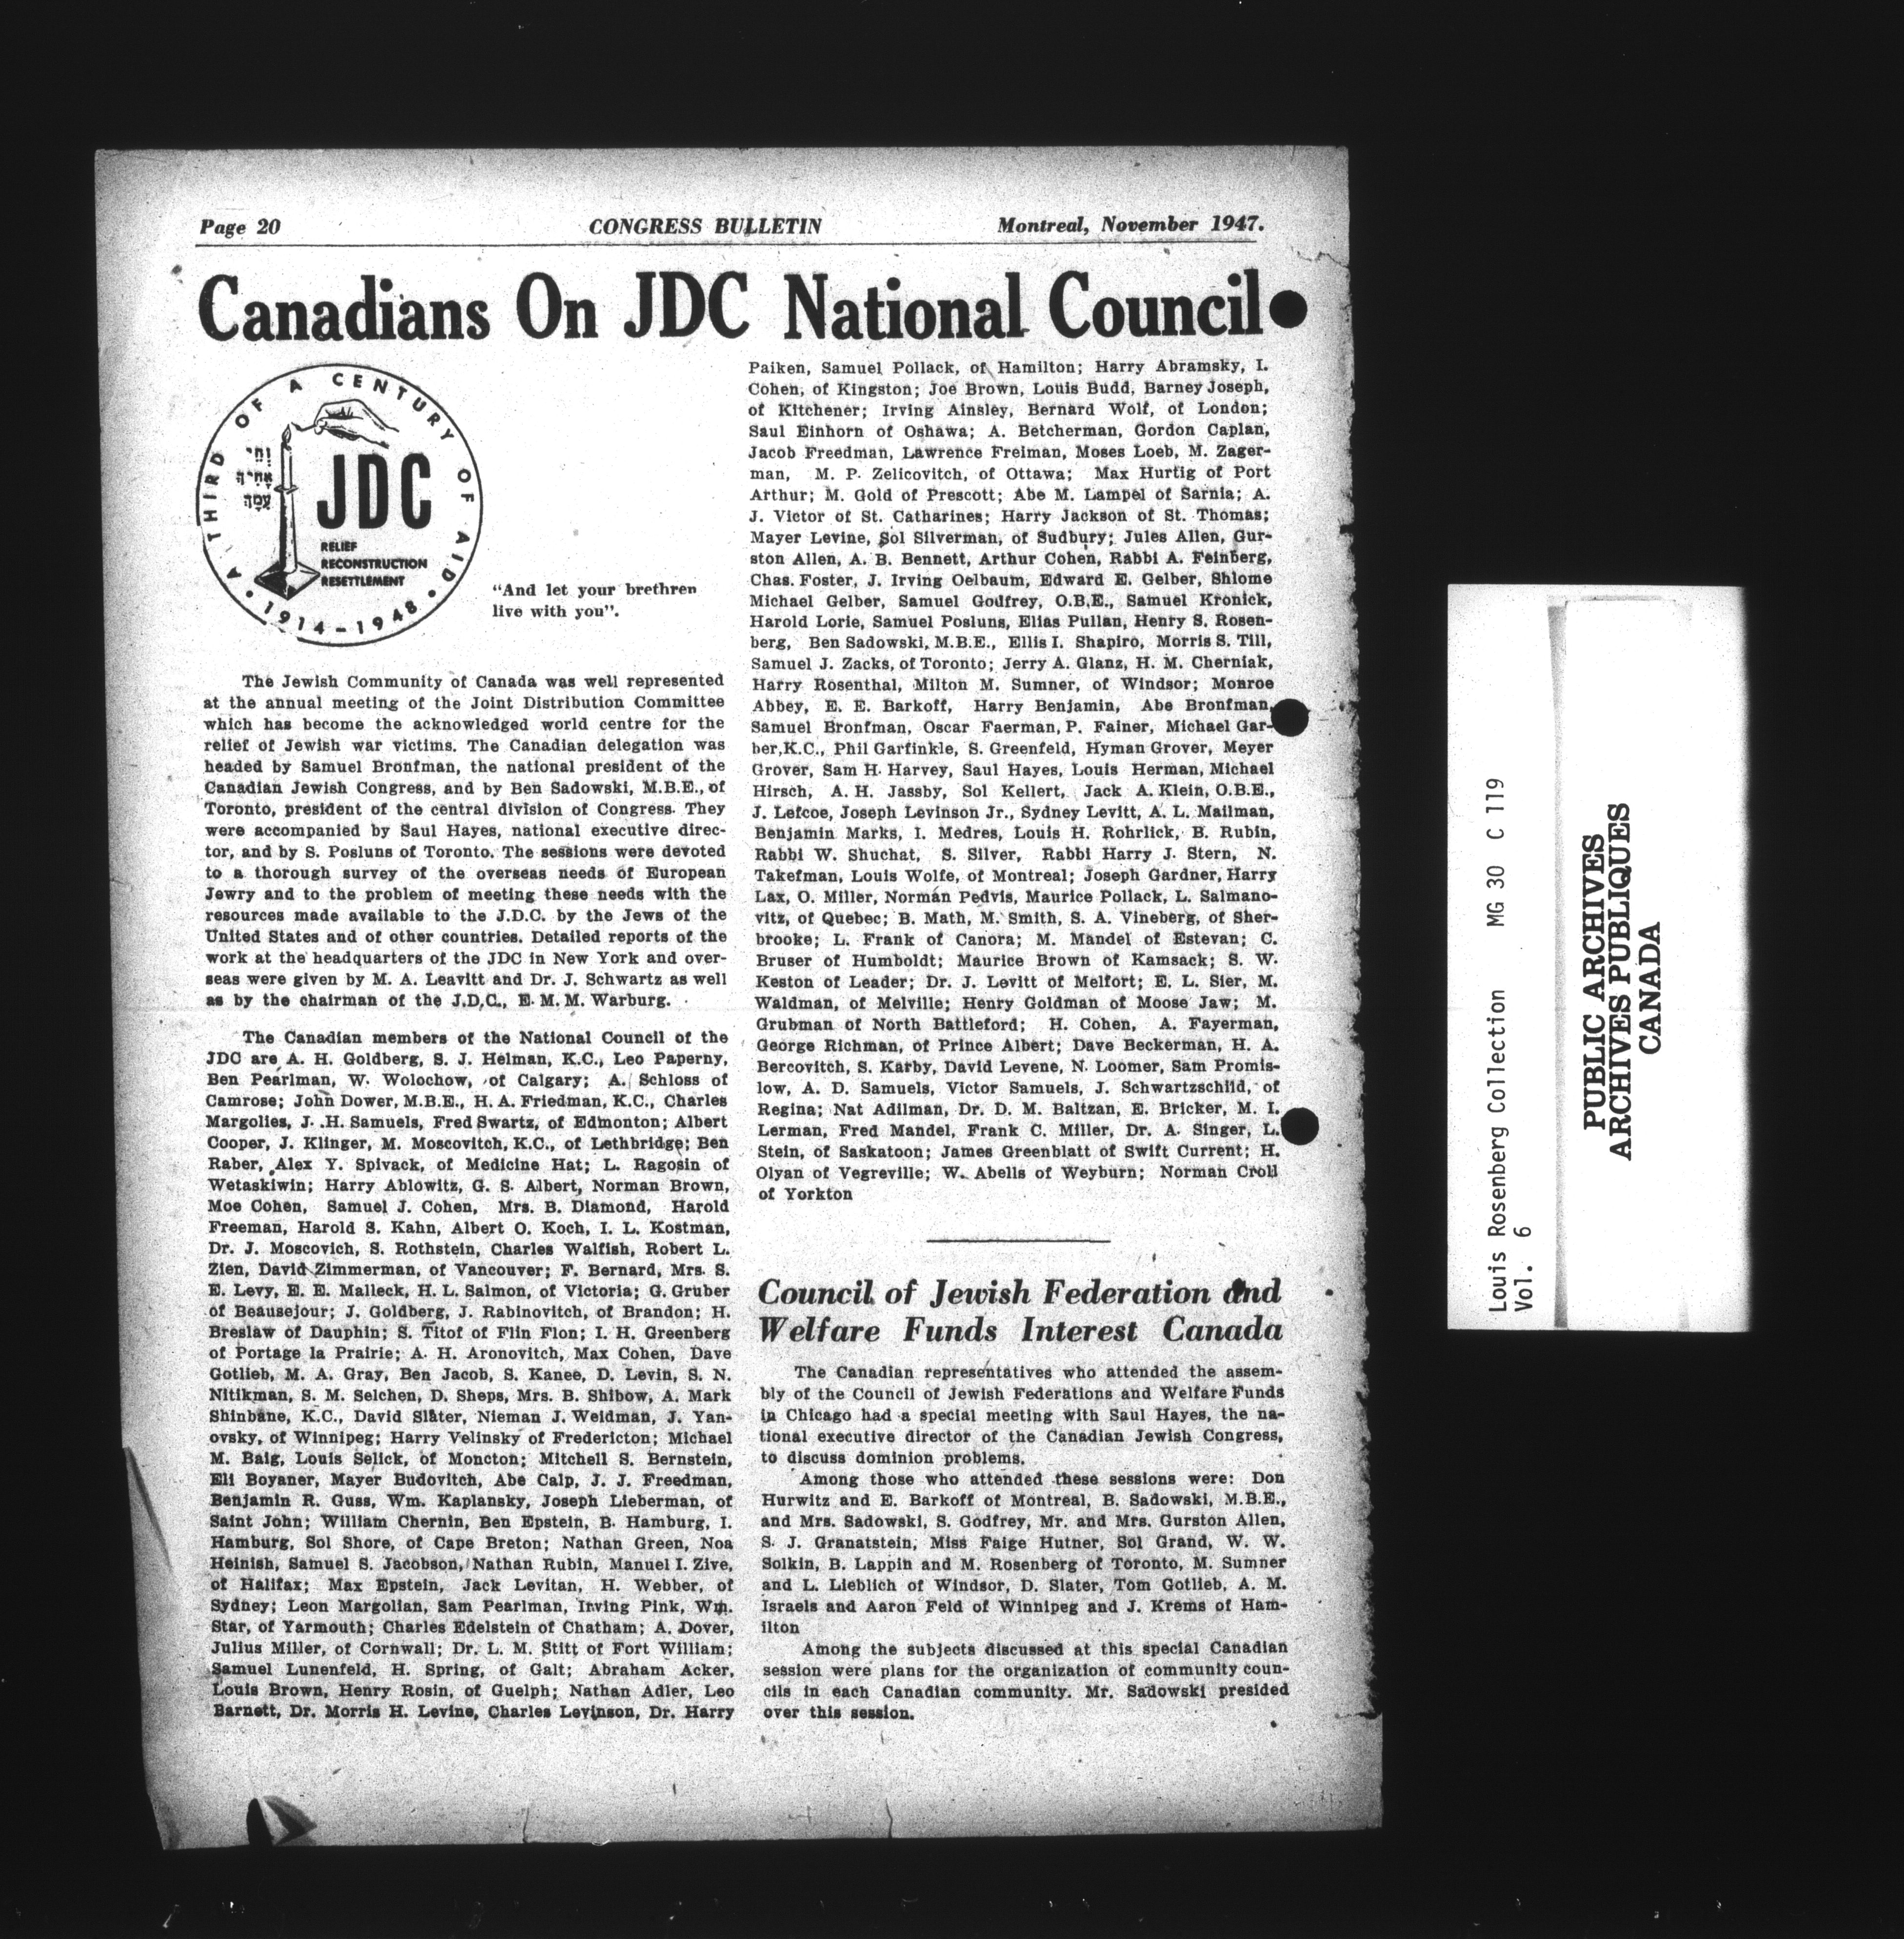 Page 20 CONGRESS BULLETIN Montreal, November 1947.
Canadians On JDC National Council
A THIRD OF A CENTURY OF AID • 1914-1948 •
וְחֵי
אָחִיךָ
עִמָּךְ
JDC
RELIEF
RECONSTRUCTION
RESETTLEMENT
"And let your brethren
live with you".
The Jewish Community of Canada was well represented
at the annual meeting of the Joint Distribution Committee
which has become the acknowledged world centre for the
relief of Jewish war victims. The Canadian delegation was
headed by Samuel Bronfman, the national president of the
Canadian Jewish Congress, and by Ben Sadowski, M.B.E., of
Toronto, president of the central division of Congress. They
were accompanied by Saul Hayes, national executive direc-
tor, and by S. Posluns of Toronto. The sessions were devoted
to a thorough survey of the overseas needs of European
Jewry and to the problem of meeting these needs with the
resources made available to the J.D.C. by the Jews of the
United States and of other countries. Detailed reports of the
work at the headquarters of the JDC in New York and over-
seas were given by M. A. Leavitt and Dr. J. Schwartz as well
as by the chairman of the J.D.C., E. M. M. Warburg.
The Canadian members of the National Council of the
JDC are A. H. Goldberg, S. J. Helman, K.C., Leo Paperny,
Ben Pearlman, W. Wolochow, of Calgary; A. Schloss of
Camrose; John Dower, M.B.E., H. A. Friedman, K.C., Charles
Margolies, J. H. Samuels, Fred Swartz, of Edmonton; Albert
Cooper, J. Klinger, M. Moscovitch, K.C., of Lethbridge; Ben
Raber, Alex Y. Spivack, of Medicine Hat; L. Ragosin of
Wetaskiwin; Harry Ablowitz, G. S. Albert, Norman Brown,
Moe Cohen, Samuel J. Cohen, Mrs. B. Diamond, Harold
Freeman, Harold S. Kahn, Albert O. Koch, I. L. Kostman,
Dr. J. Moscovich, S. Rothstein, Charles Walfish, Robert L.
Zien, David Zimmerman, of Vancouver; F. Bernard, Mrs. S.
E. Levy, E. E. Malleck, H. L. Salmon, of Victoria; G. Gruber
of Beausejour; J. Goldberg, J. Rabinovitch, of Brandon; H.
Breslaw of Dauphin; S. Titof of Flin Flon; I. H. Greenberg
of Portage la Prairie; A. H. Aronovitch, Max Cohen, Dave
Gotlieb, M. A. Gray, Ben Jacob, S. Kanee, D. Levin, S. N.
Nitikman, S. M. Selchen, D. Sheps, Mrs. B. Shibow, A. Mark
Shinbane, K.C., David Slater, Nieman J. Weidman, J. Yan-
ovsky, of Winnipeg; Harry Velinsky of Fredericton; Michael
M. Baig, Louis Selick, of Moncton; Mitchell S. Bernstein,
Eli Boyaner, Mayer Budovitch, Abe Calp, J. J. Freedman,
Benjamin R. Guss, Wm. Kaplansky, Joseph Lieberman, of
Saint John; William Chernin, Ben Epstein, B. Hamburg, I.
Hamburg, Sol Shore, of Cape Breton; Nathan Green, Noa
Heinish, Samuel S. Jacobson, Nathan Rubin, Manuel I. Zive,
of Halifax; Max Epstein, Jack Levitan, H. Webber, of
Sydney; Leon Margolian, Sam Pearlman, Irving Pink, Wm.
Star, of Yarmouth; Charles Edelstein of Chatham; A. Dover,
Julius Miller, of Cornwall; Dr. L. M. Stitt of Fort William;
Samuel Lunenfeld, H. Spring, of Galt; Abraham Acker,
Louis Brown, Henry Rosin, of Guelph; Nathan Adler, Leo
Barnett, Dr. Morris H. Levine, Charles Levinson, Dr. Harry
Paiken, Samuel Pollack, of Hamilton; Harry Abramsky, I.
Cohen, of Kingston; Joe Brown, Louis Budd, Barney Joseph,
of Kitchener; Irving Ainsley, Bernard Wolf, of London;
Saul Einhorn of Oshawa; A. Betcherman, Gordon Caplan,
Jacob Freedman, Lawrence Freiman, Moses Loeb, M. Zager-
man, M. P. Zelicovitch, of Ottawa; Max Hurtig of Port
Arthur; M. Gold of Prescott; Abe M. Lampel of Sarnia; A.
J. Victor of St. Catharines; Harry Jackson of St. Thomas;
Mayer Levine, Sol Silverman, of Sudbury; Jules Allen, Gur-
ston Allen, A. B. Bennett, Arthur Cohen, Rabbi A. Feinberg,
Chas. Foster, J. Irving Oelbaum, Edward E. Gelber, Shlome
Michael Gelber, Samuel Godfrey, O.B.E., Samuel Kronick,
Harold Lorie, Samuel Posluns, Elias Pullan, Henry S. Rosen-
berg, Ben Sadowski, M.B.E., Ellis I. Shapiro, Morris S. Till,
Samuel J. Zacks, of Toronto; Jerry A. Glanz, H. M. Cherniak,
Harry Rosenthal, Milton M. Sumner, of Windsor; Monroe
Abbey, E. E. Barkoff, Harry Benjamin, Abe Bronfman,
Samuel Bronfman, Oscar Faerman, P. Fainer, Michael Gar-
ber, K.C., Phil Garfinkle, S. Greenfeld, Hyman Grover, Meyer
Grover, Sam H. Harvey, Saul Hayes, Louis Herman, Michael
Hirsch, A. H. Jassby, Sol Kellert, Jack A. Klein, O.B.E.,
J. Lefcoe, Joseph Levinson Jr., Sydney Levitt, A. L. Mailman,
Benjamin Marks, I. Medres, Louis H. Rohrlick, B. Rubin,
Rabbi W. Shuchat, S. Silver, Rabbi Harry J. Stern, N.
Takefman, Louis Wolfe, of Montreal; Joseph Gardner, Harry
Lax, O. Miller, Norman Pedvis, Maurice Pollack, L. Salmano-
vitz, of Quebec; B. Math, M. Smith, S. A. Vineberg, of Sher-
brooke; L. Frank of Canora; M. Mandel of Estevan; C.
Bruser of Humboldt; Maurice Brown of Kamsack; S. W.
Keston of Leader; Dr. J. Levitt of Melfort; E. L. Sier, M.
Waldman, of Melville; Henry Goldman of Moose Jaw; M.
Grubman of North Battleford; H. Cohen, A. Fayerman,
George Richman, of Prince Albert; Dave Beckerman, H. A.
Bercovitch, S. Karby, David Levene, N. Loomer, Sam Promis-
low, A. D. Samuels, Victor Samuels, J. Schwartzschild, of
Regina; Nat Adilman, Dr. D. M. Baltzan, E. Bricker, M. I.
Lerman, Fred Mandel, Frank C. Miller, Dr. A. Singer, L.
Stein, of Saskatoon; James Greenblatt of Swift Current; H.
Olyan of Vegreville; W. Abells of Weyburn; Norman Croll
of Yorkton
Council of Jewish Federation and
Welfare Funds Interest Canada
The Canadian representatives who attended the assem-
bly of the Council of Jewish Federations and Welfare Funds
in Chicago had a special meeting with Saul Hayes, the na-
tional executive director of the Canadian Jewish Congress,
to discuss dominion problems.
Among those who attended these sessions were: Don
Hurwitz and E. Barkoff of Montreal, B. Sadowski, M.B.E.,
and Mrs. Sadowski, S. Godfrey, Mr. and Mrs. Gurston Allen,
S. J. Granatstein, Miss Faige Hutner, Sol Grand, W. W.
Solkin, B. Lappin and M. Rosenberg of Toronto, M. Sumner
and L. Lieblich of Windsor, D. Slater, Tom Gotlieb, A. M.
Israels and Aaron Feld of Winnipeg and J. Krems of Ham-
ilton
Among the subjects discussed at this special Canadian
session were plans for the organization of community coun-
cils in each Canadian community. Mr. Sadowski presided
over this session.
Louis Rosenberg Collection MG 30 C 119
Vol. 6
PUBLIC ARCHIVES
ARCHIVES PUBLIQUES
CANADA